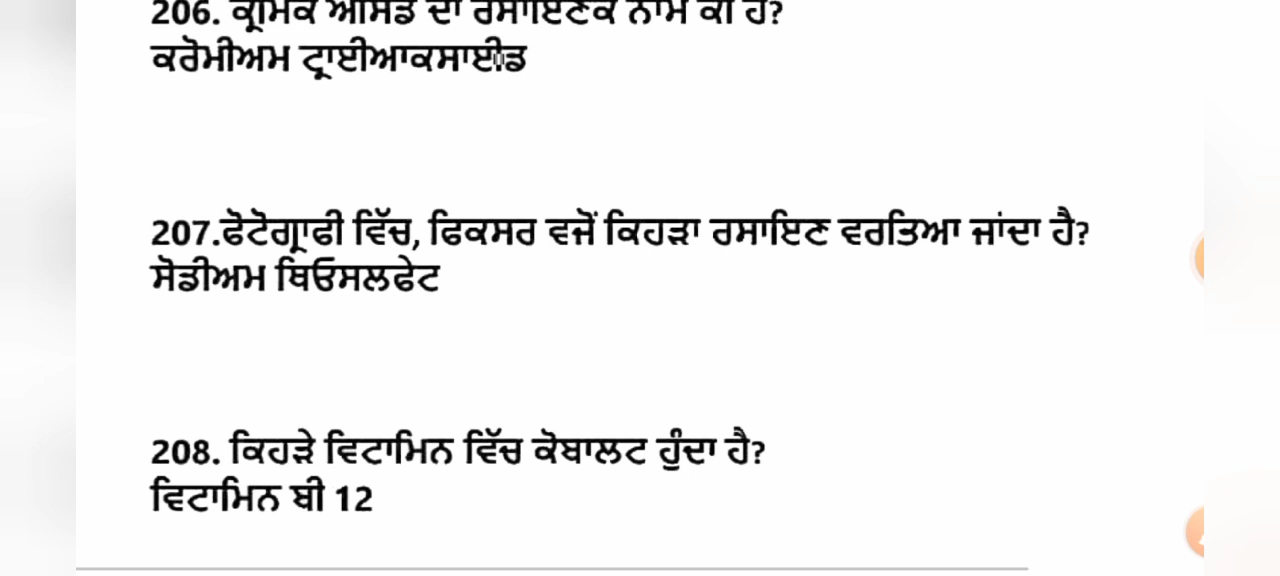 206. ਕ੍ਰੋਮਿਕ ਐਸਿਡ ਦਾ ਰਸਾਇਣਕ ਨਾਮ ਕੀ ਹੈ?
ਕਰੋਮੀਅਮ ਟ੍ਰਾਈਆਕਸਾਈਡ
207.ਫੋਟੋਗ੍ਰਾਫੀ ਵਿੱਚ, ਫਿਕਸਰ ਵਜੋਂ ਕਿਹੜਾ ਰਸਾਇਣ ਵਰਤਿਆ ਜਾਂਦਾ ਹੈ?
ਸੋਡੀਅਮ ਥਿਓਸਲਫੇਟ
208. ਕਿਹੜੇ ਵਿਟਾਮਿਨ ਵਿੱਚ ਕੋਬਾਲਟ ਹੁੰਦਾ ਹੈ?
ਵਿਟਾਮਿਨ ਬੀ 12